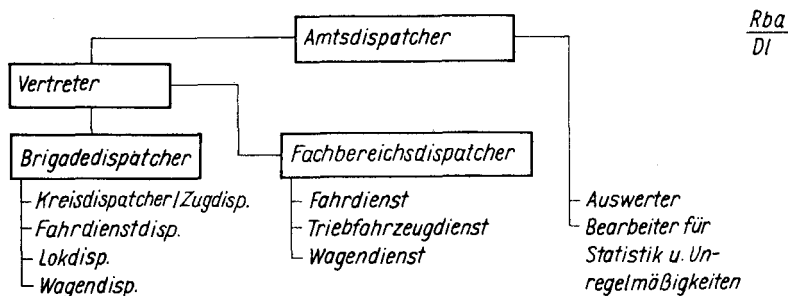 Amtsdispatcher
Rba
Dl
Vertreter
Brigadedispatcher
Kreisdispatcher/Zugdisp.
Fahrdienstdisp.
Lokdisp.
Wagendisp.
Fachbereichsdispatcher
Fahrdienst
Triebfahrzeugdienst
Wagendienst
Auswerter
Bearbeiter für
Statistik u. Un-
regelmäßigkeiten